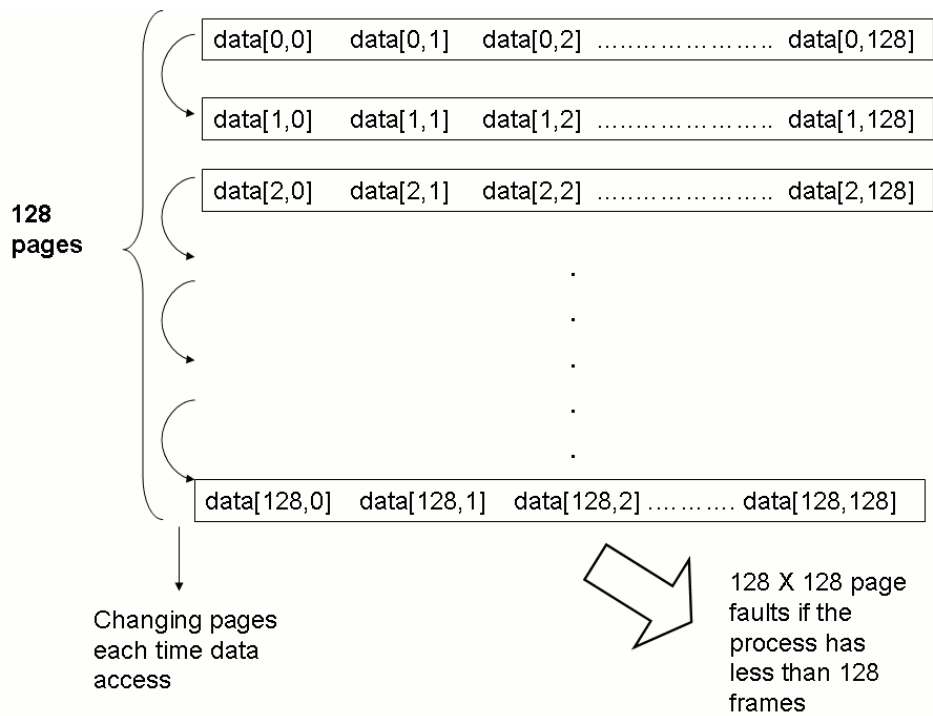 data[0,0] data[0,1] data[0,2] ...................... data[0,128]
data[1,0] data[1,1] data[1,2] ...................... data[1,128]
data[2,0] data[2,1] data[2,2] ...................... data[2,128]
128
pages
.
.
.
.
.
data[128,0] data[128,1] data[128,2] .......... data[128,128]
Changing pages
each time data
access
128 X 128 page
faults if the
process has
less than 128
frames